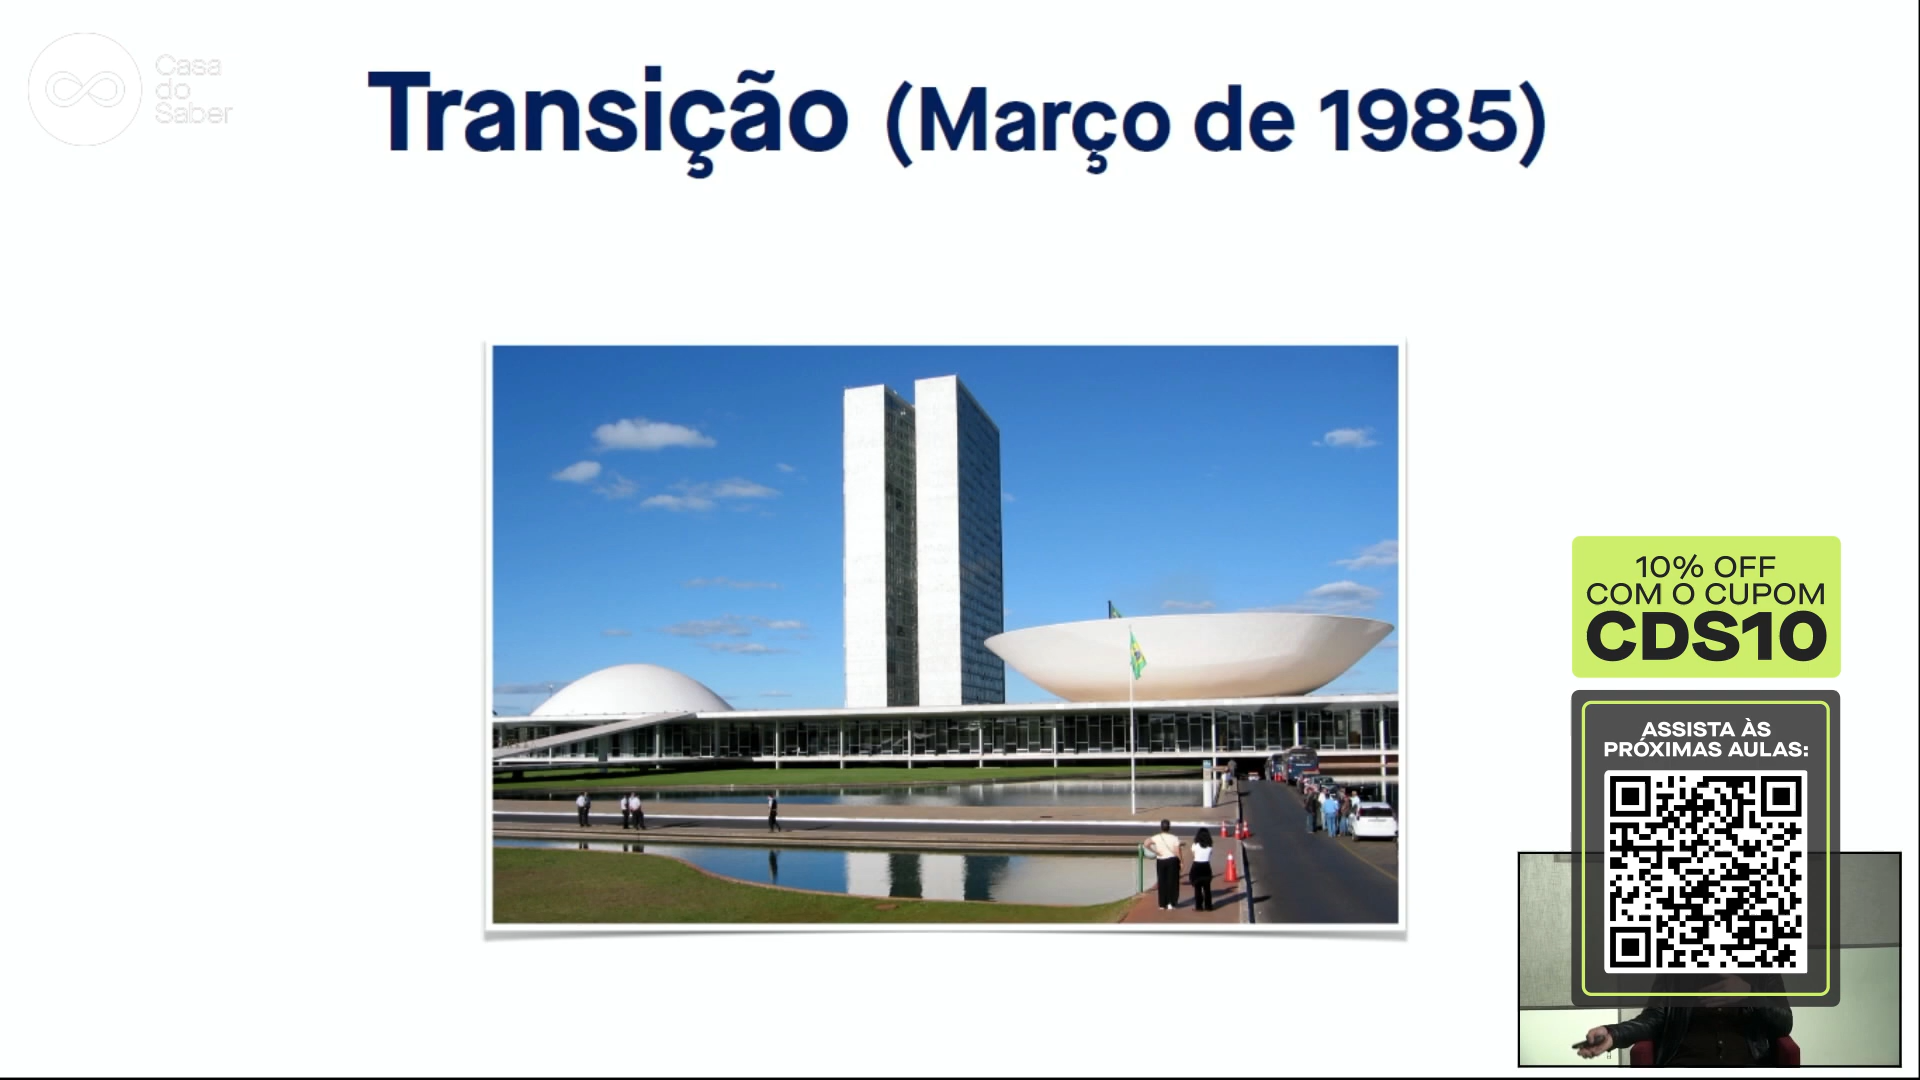 Casa
do
Saber
Transição (Março de 1985)
10% OFF
COM O CUPOM
CDS10
ASSISTA ÀS
PRÓXIMAS AULAS: